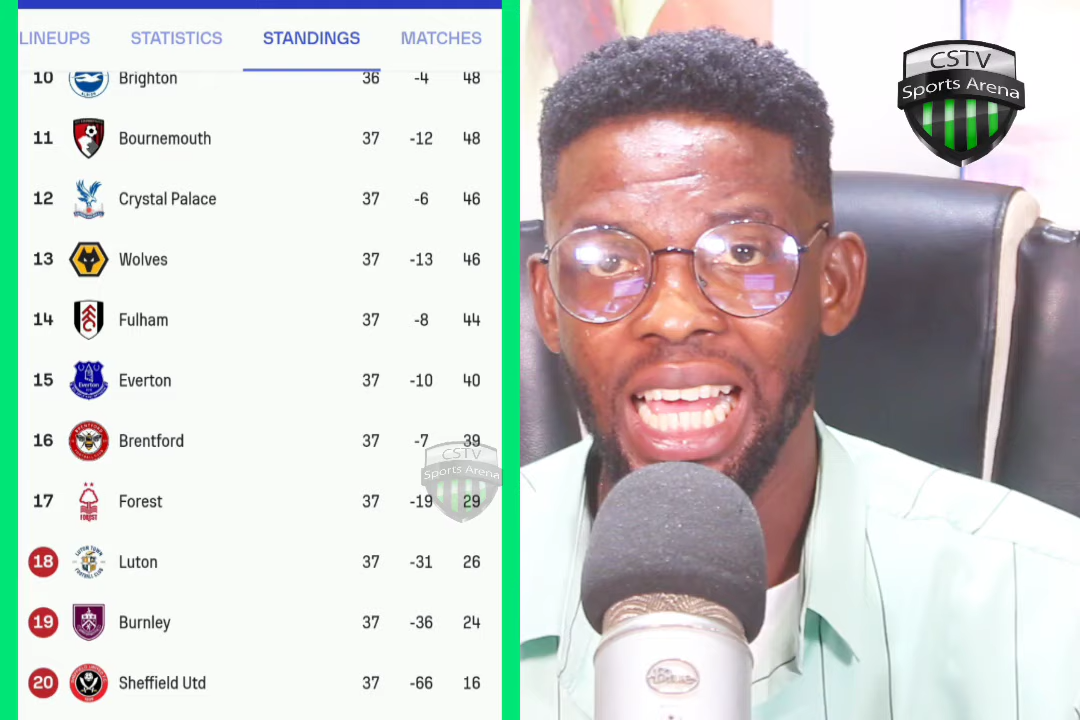 LINEUPS STATISTICS STANDINGS MATCHES
10 Brighton 36 -4 48
11 Bournemouth 37 -12 48
12 Crystal Palace 37 -6 46
13 Wolves 37 -13 46
14 Fulham 37 -8 44
15 Everton 37 -10 40
16 Brentford 37 -7 39
17 Forest 37 -19 29
18 Luton 37 -31 26
19 Burnley 37 -36 24
20 Sheffield Utd 37 -66 16
CSTV
Sports Arena
CSTV
Sports Arena
Everton
FOREST